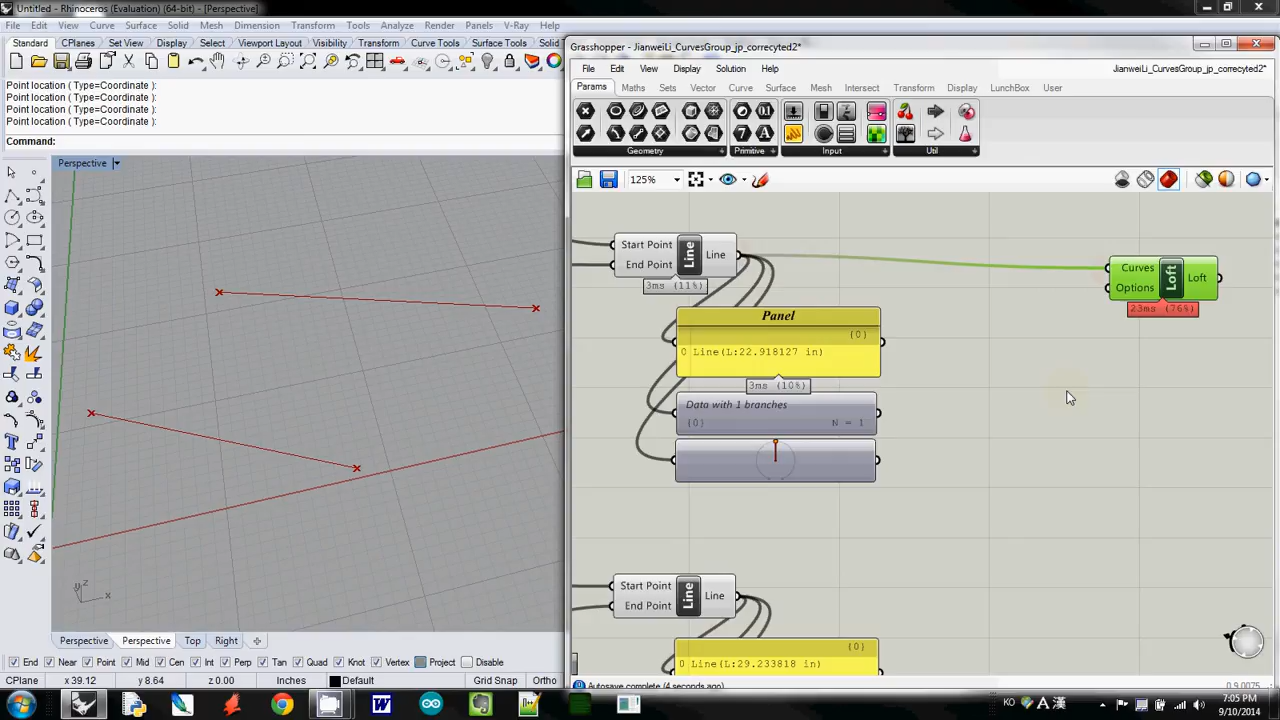 Untitled - Rhinoceros (Evaluation) (64-bit) - [Perspective]
File Edit View Curve Surface Solid Mesh Dimension Transform Tools Analyze Render Panels V-Ray Help
Standard CPlanes Set View Display Select Viewport Layout Visibility Transform Curve Tools Surface Tools Solid
Point location ( Type=Coordinate ):
Point location ( Type=Coordinate ):
Point location ( Type=Coordinate ):
Point location ( Type=Coordinate ):
Command:
Perspective
z
y
x
Perspective Perspective Top Right
End Near Point Mid Cen Int Perp Tan Quad Knot Vertex Project Disable
CPlane x 39.12 y 8.64 z 0.00 Inches Default Grid Snap Ortho
Grasshopper - JianweiLi_CurvesGroup_jp_correcyted2*
File Edit View Display Solution Help JianweiLi_CurvesGroup_jp_correcyted2*
Params Maths Sets Vector Curve Surface Mesh Intersect Transform Display LunchBox User
Geometry Primitive Input Util
125%
Start Point
End Point
Line
Line
3ms (11%)
Curves
Options
Loft
Loft
23ms (76%)
Panel
{0}
0 Line(L:22.918127 in)
3ms (10%)
Data with 1 branches
{0} N = 1
Start Point
End Point
Line
Line
{0}
0 Line(L:29.233818 in)
Autosave complete (4 seconds ago)
0.9.0075
KO A 漢
7:05 PM
9/10/2014